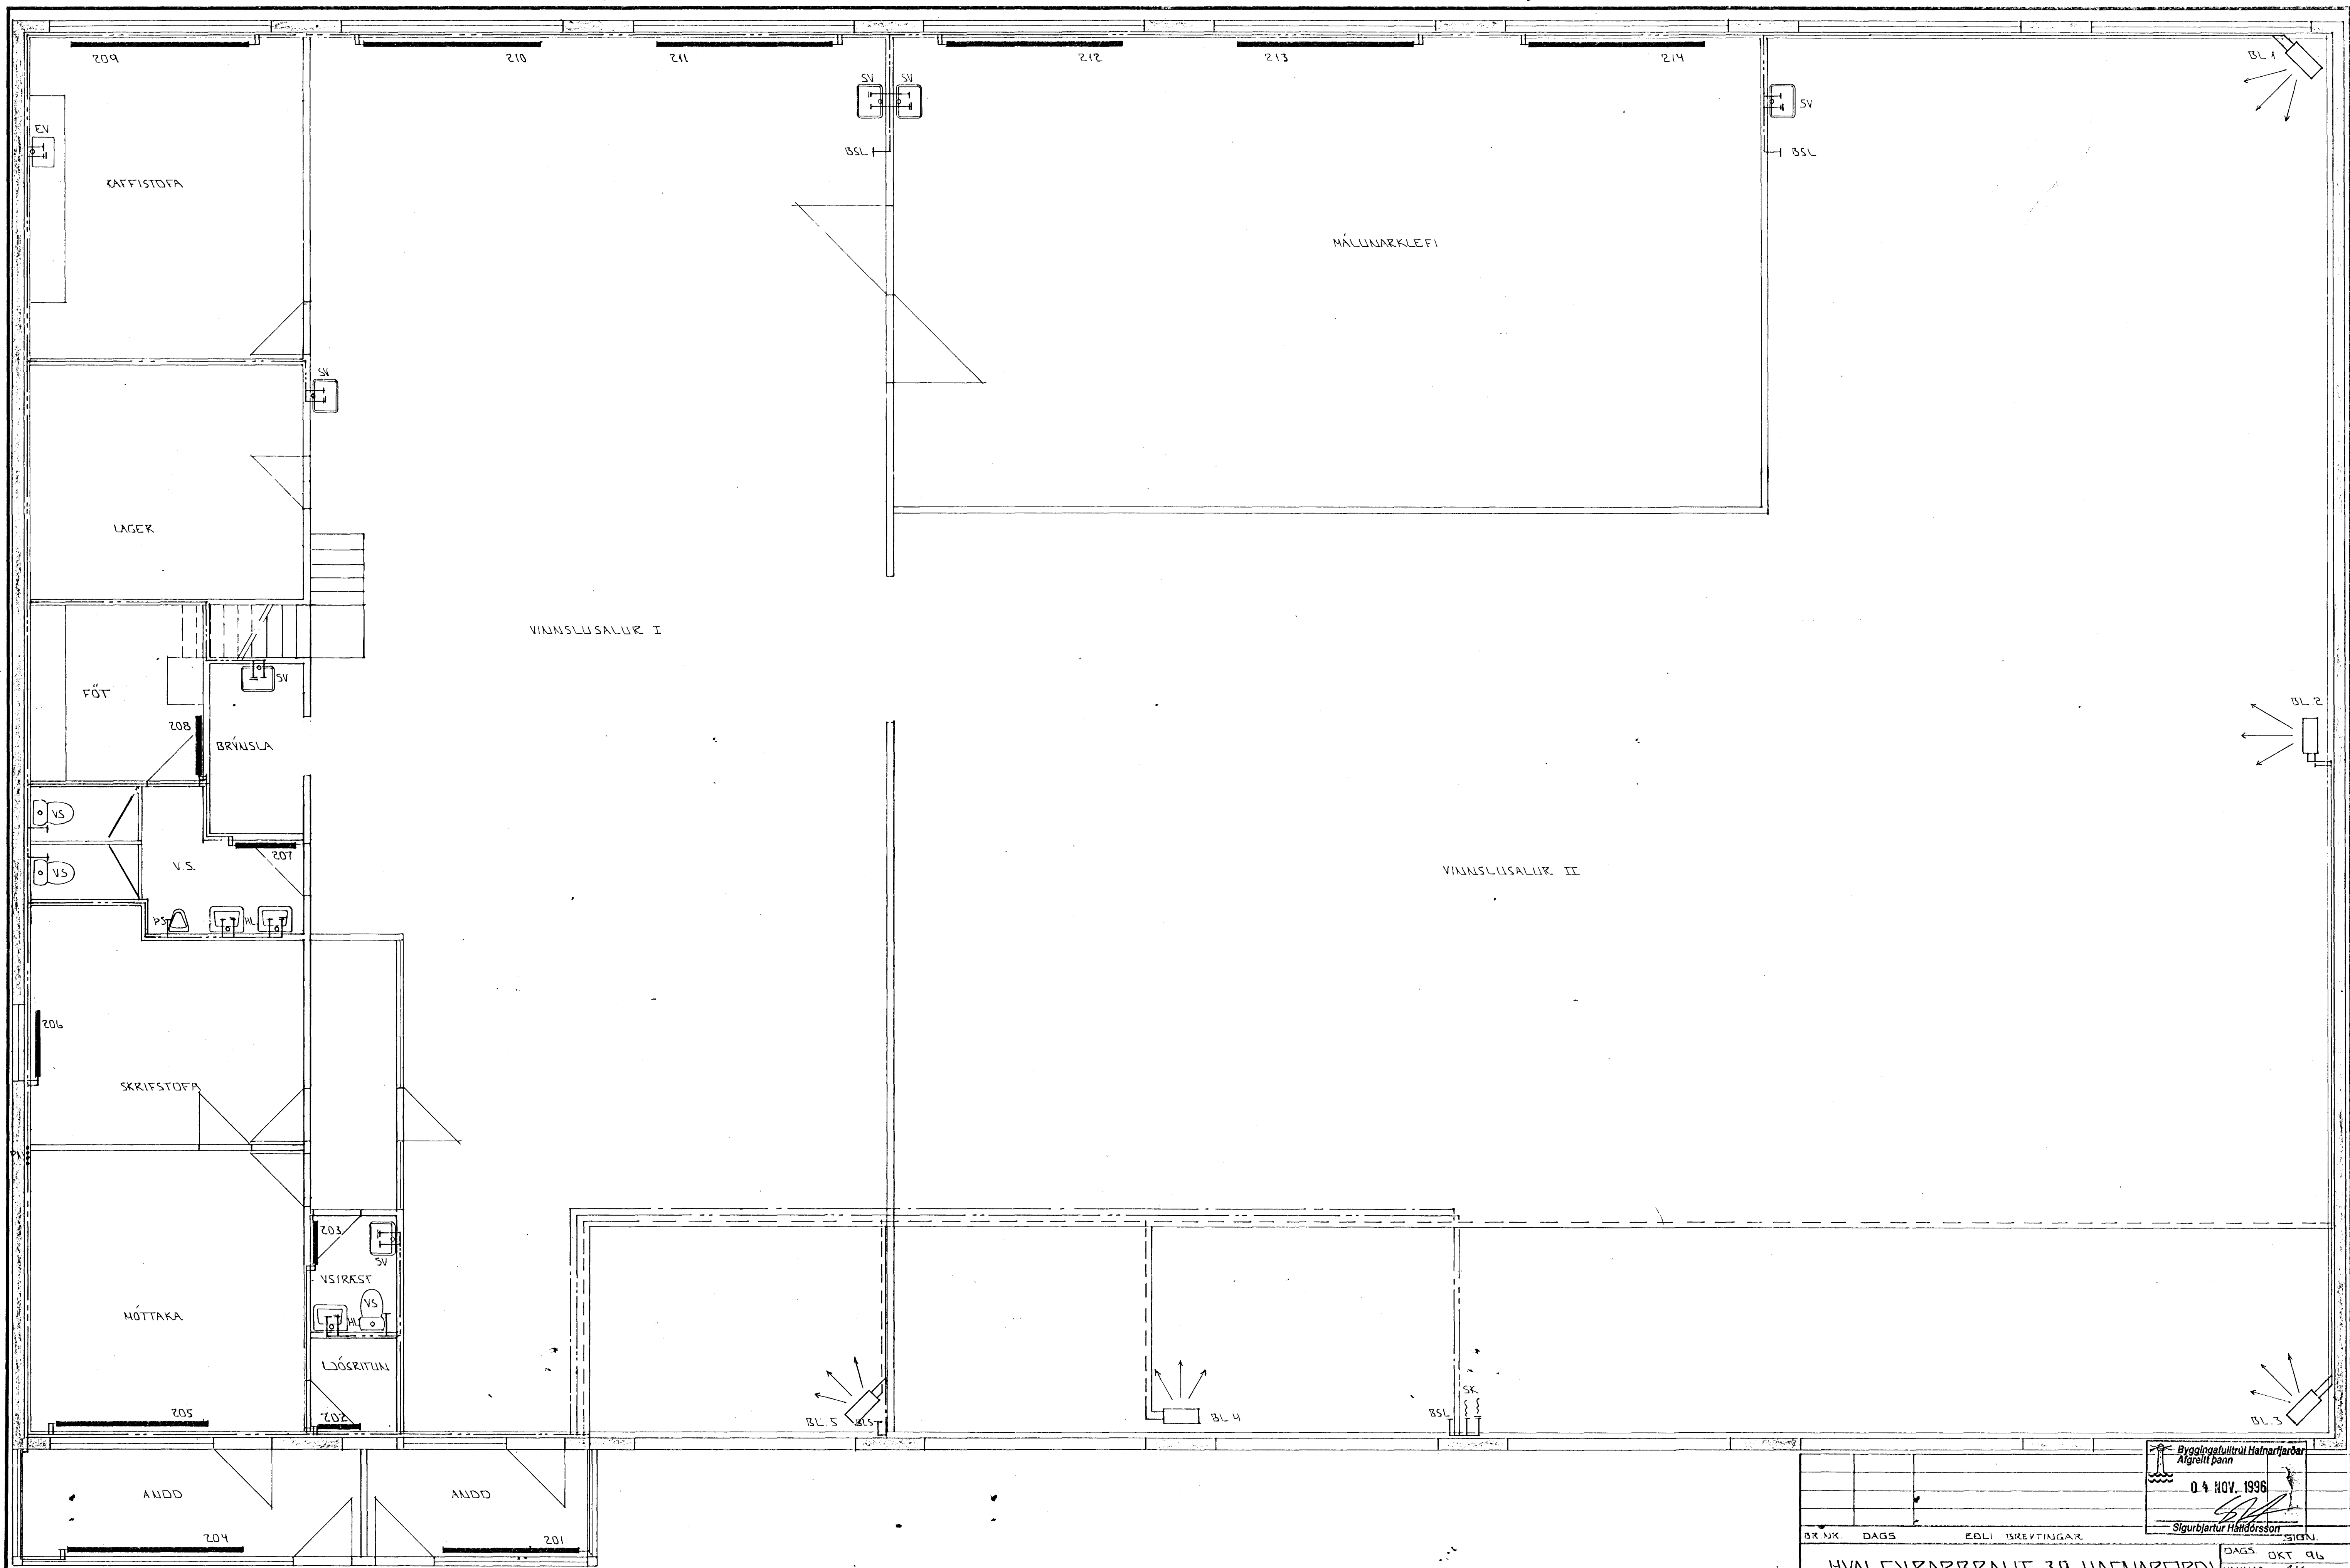 209
210
211
212
213
214
BL 1
SV
SV
SV
EV
BSL
BSL
KAFFISTOFA
MÁLUNARKLEFI
SV
LAGER
VINNSLUSALUR I
SV
FÖT
BL.2
208
BRÝNSLA
VS
207
V.S.
VS
VINNSLUSALUR II
PS
HL
206
SKRIFSTOFA
203
SV
VSIRÆST
VS
MÓTTAKA
HL
LJÓSRITUN
SK
205
202
BL.5
BLS
BL 4
BSL
BL.3
ANDD
ANDD
204
201
Byggingafulltrúi Hafnarfjarðar
Afgreitt þann
0 4 NOV. 1996
Sigurbjartur Halldórsson
BR.NR. DAGS EÐLI BREYTINGAR SIGN.
DAGS OKT 96